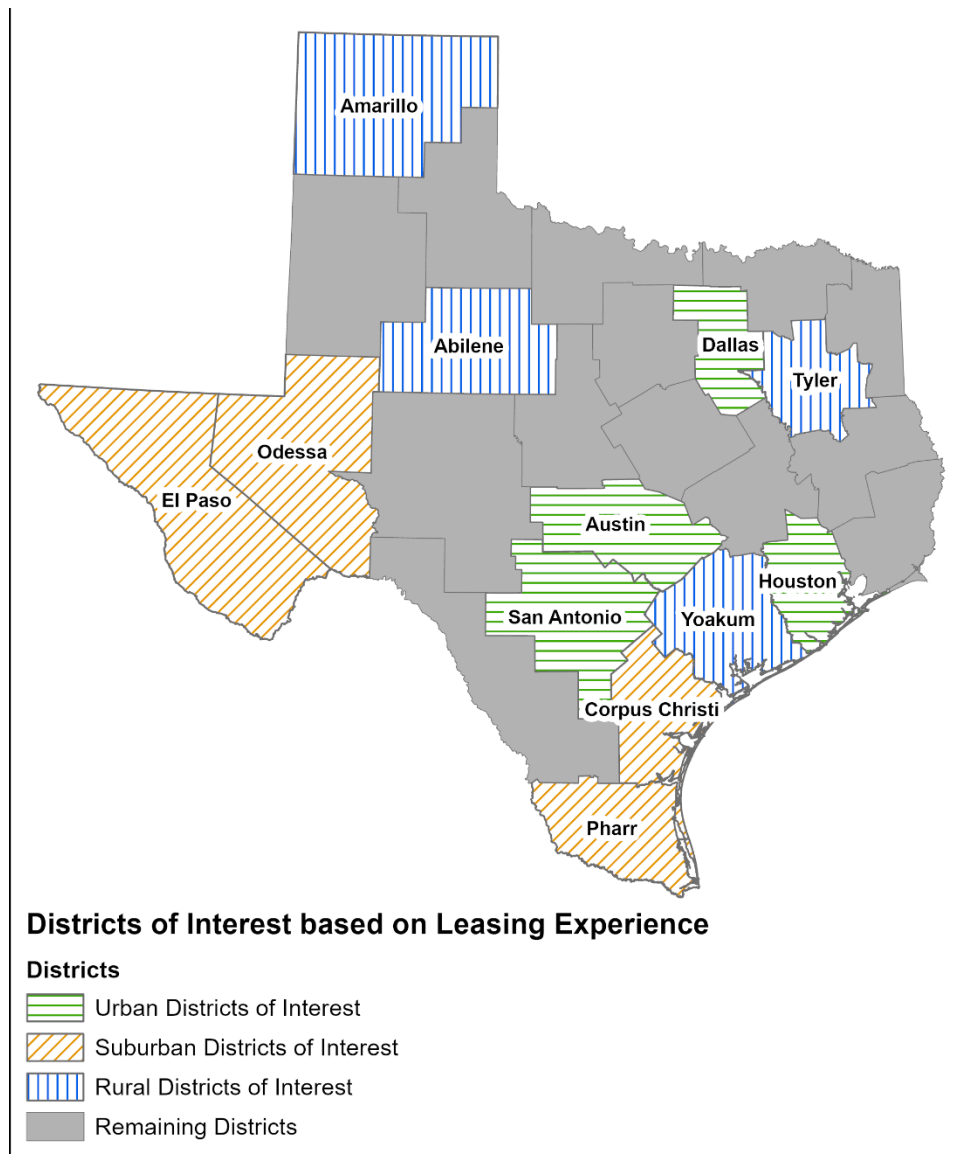 Amarillo
Abilene
Dallas
Tyler
Odessa
El Paso
Austin
Houston
San Antonio
Yoakum
Corpus Christi
Pharr
Districts of Interest based on Leasing Experience
Districts
Urban Districts of Interest
Suburban Districts of Interest
Rural Districts of Interest
Remaining Districts